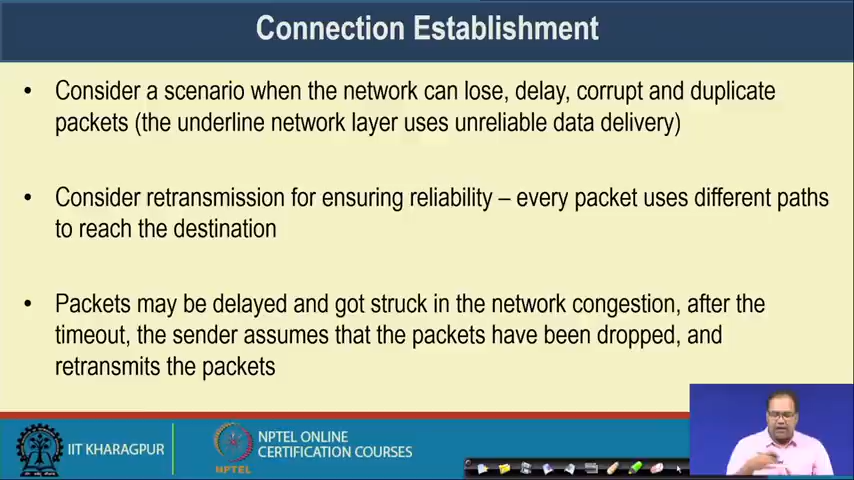 Connection Establishment
• Consider a scenario when the network can lose, delay, corrupt and duplicate
packets (the underline network layer uses unreliable data delivery)
• Consider retransmission for ensuring reliability – every packet uses different paths
to reach the destination
• Packets may be delayed and got struck in the network congestion, after the
timeout, the sender assumes that the packets have been dropped, and
retransmits the packets
IIT KHARAGPUR
NPTEL
NPTEL ONLINE
CERTIFICATION COURSES